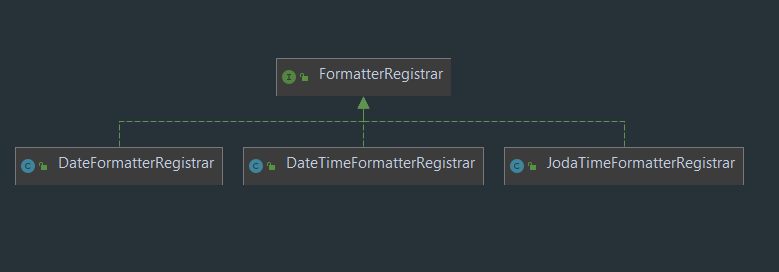 I FormatterRegistrar
C DateFormatterRegistrar
C DateTimeFormatterRegistrar
C JodaTimeFormatterRegistrar